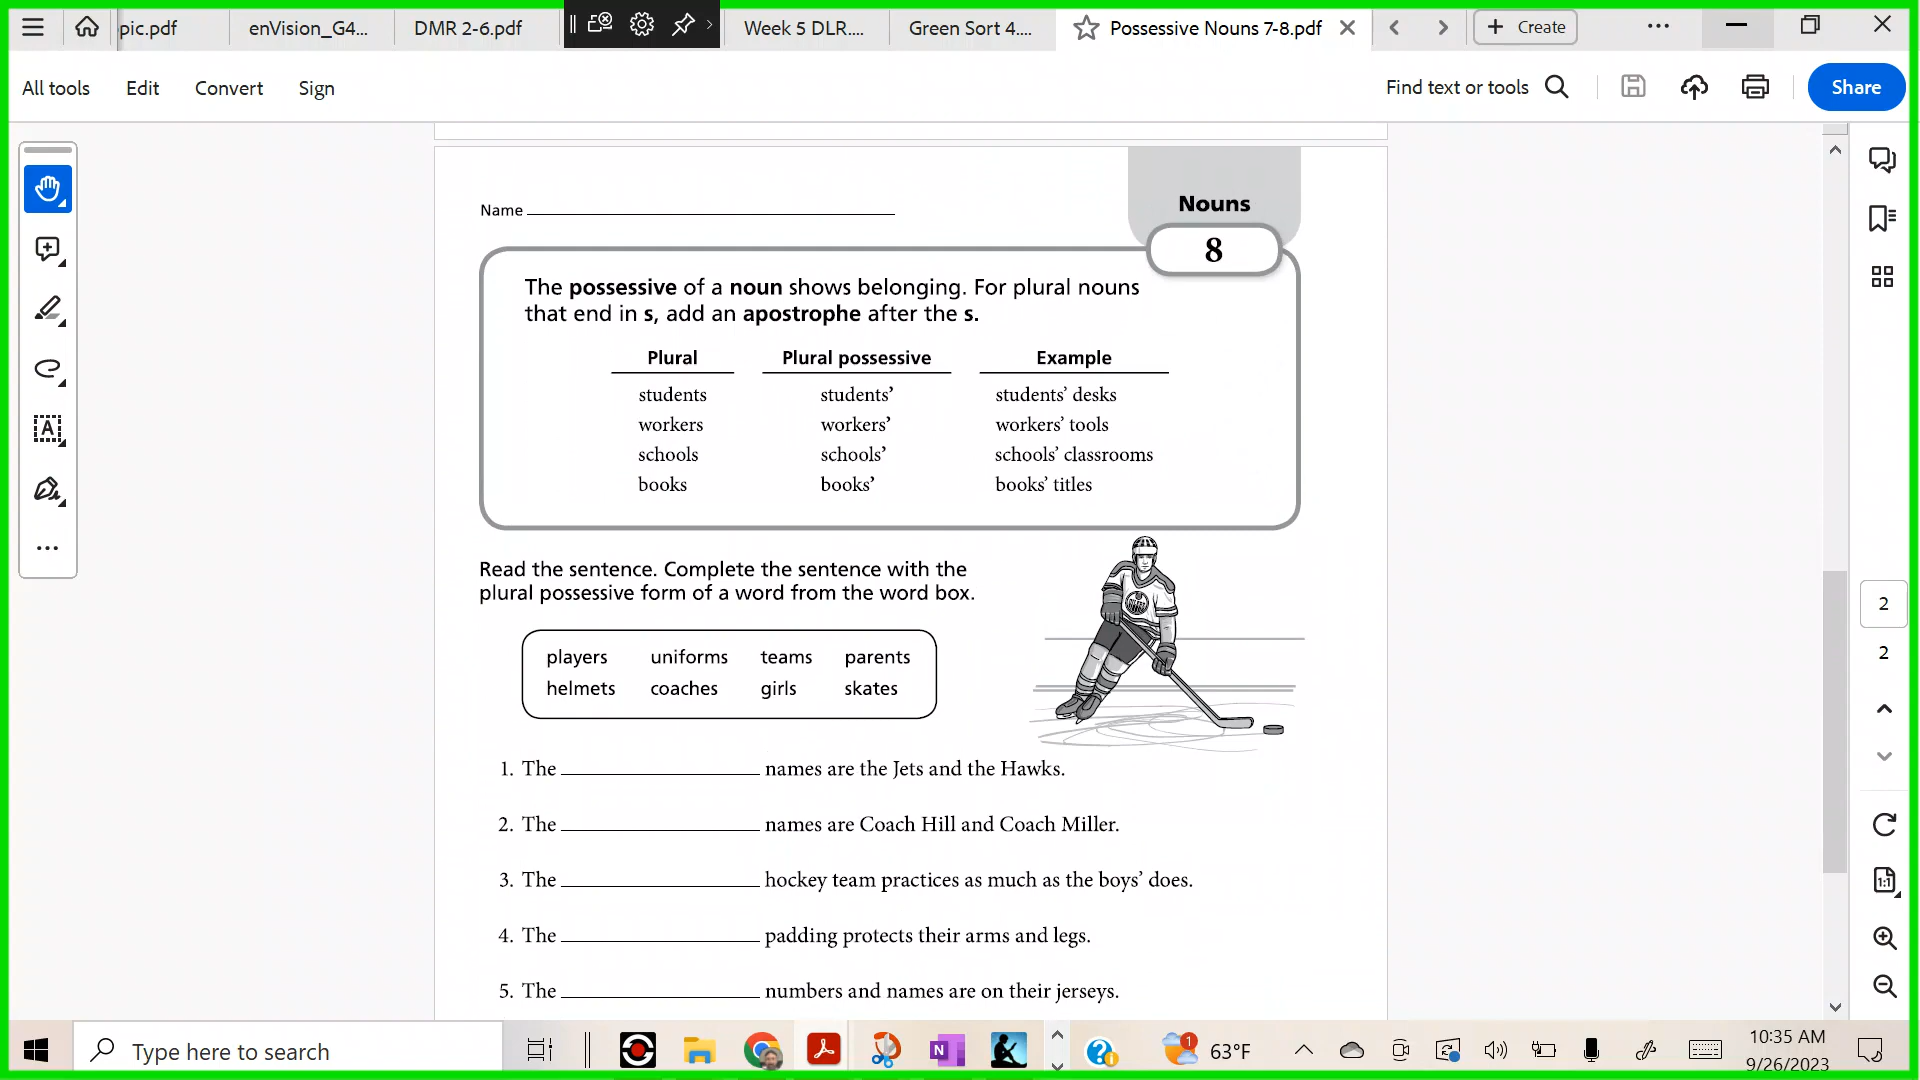 pic.pdf
enVision_G4...
DMR 2-6.pdf
Week 5 DLR....
Green Sort 4....
Possessive Nouns 7-8.pdf
Create
All tools
Edit
Convert
Sign
Find text or tools
Share
Name
Nouns
8
The possessive of a noun shows belonging. For plural nouns
that end in s, add an apostrophe after the s.
Plural Plural possessive Example
students students’ students’ desks
workers workers’ workers’ tools
schools schools’ schools’ classrooms
books books’ books’ titles
Read the sentence. Complete the sentence with the
plural possessive form of a word from the word box.
players uniforms teams parents
helmets coaches girls skates
1. The ____ names are the Jets and the Hawks.
2. The ____ names are Coach Hill and Coach Miller.
3. The ____ hockey team practices as much as the boys’ does.
4. The ____ padding protects their arms and legs.
5. The ____ numbers and names are on their jerseys.
2
2
1:1
Type here to search
N
1
63°F
10:35 AM
9/26/2023